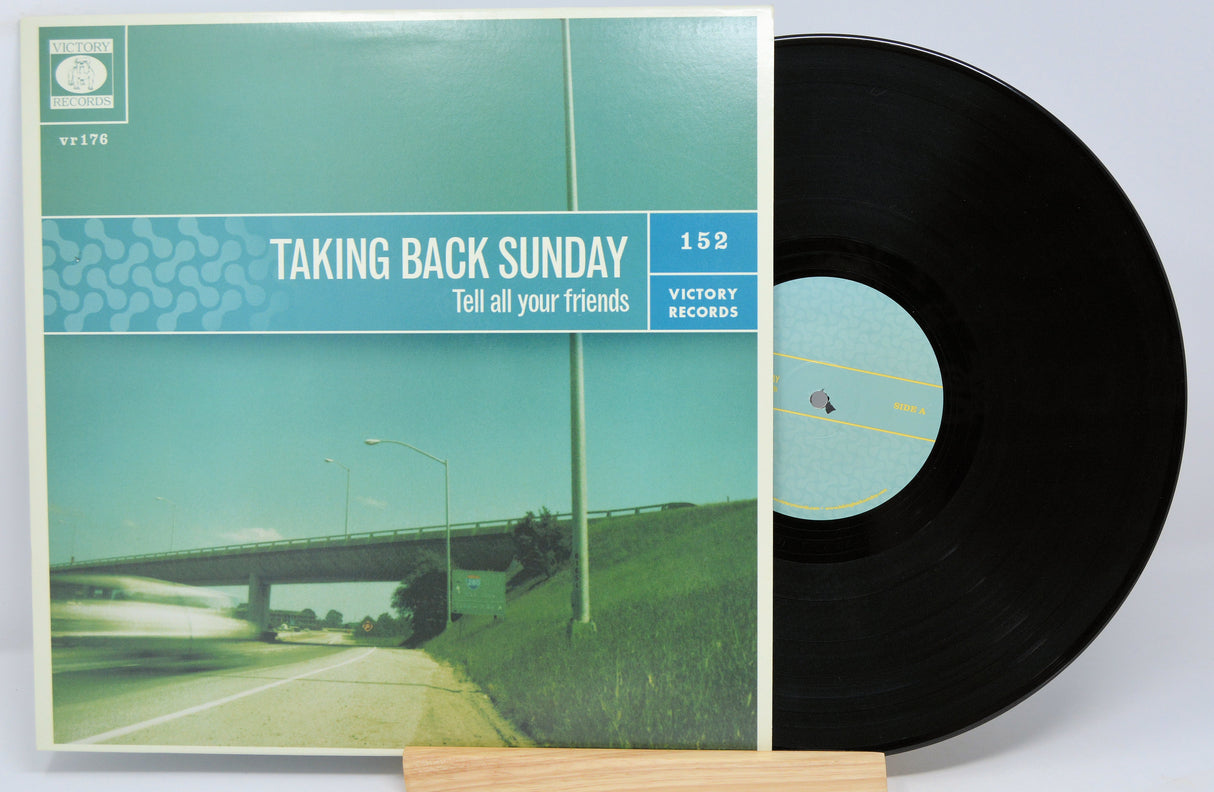 VICTORY
RECORDS
vr176
TAKING BACK SUNDAY
Tell all your friends
152
VICTORY
RECORDS
SIDE A